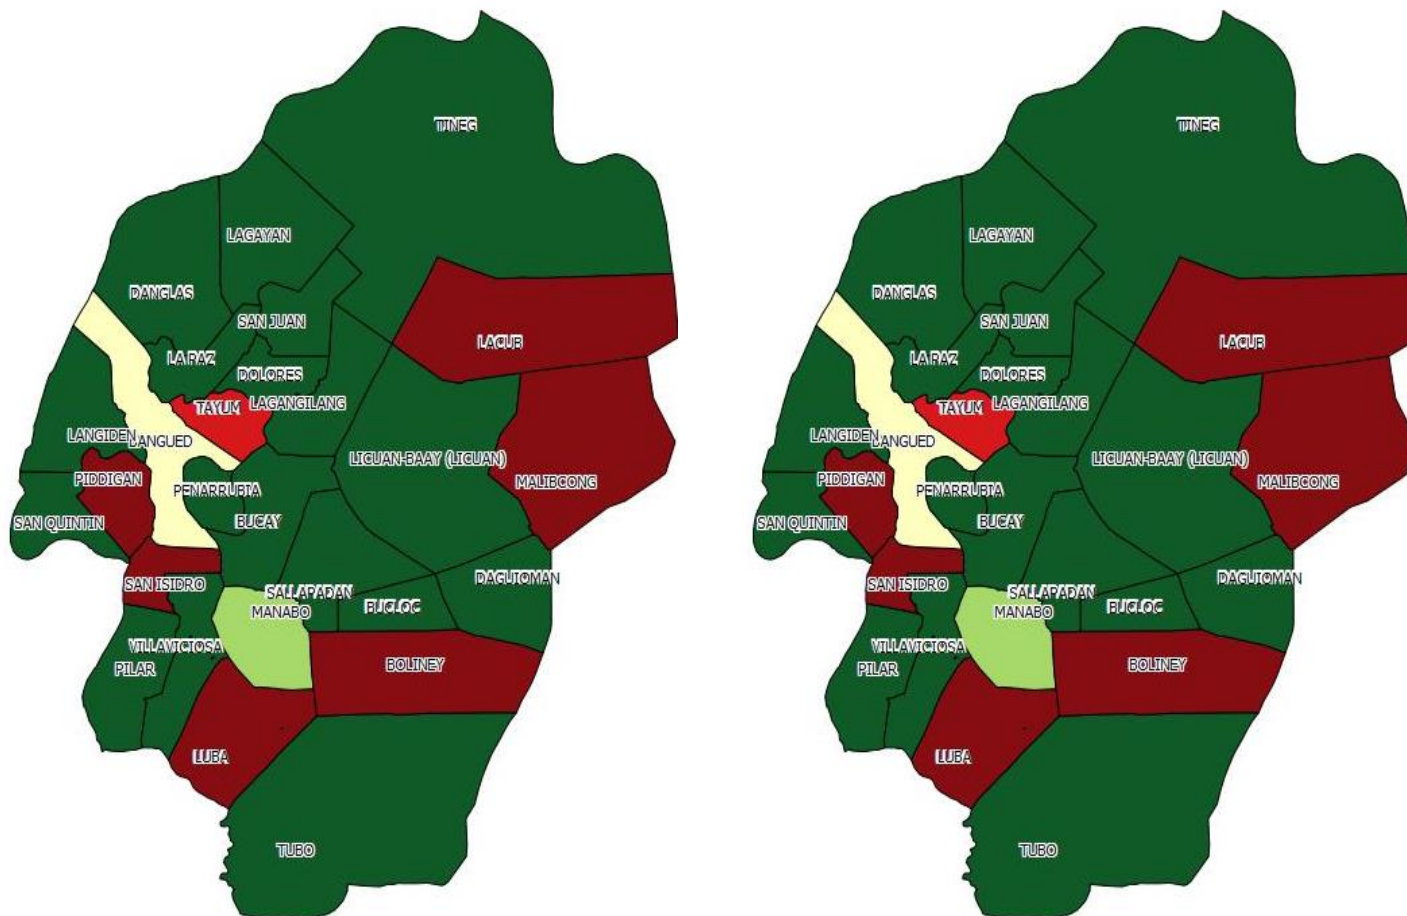 TINEG
LAGAYAN
DANGLAS
SAN JUAN
LA PAZ
LACUB
DOLORES
TAYUM
LAGANGILANG
LANGIDEN
BANGUED
LICUAN-BAAY (LICUAN)
PIDDIGAN
PENARRUBIA
MALIBCONG
SAN QUINTIN
BUCAY
SAN ISIDRO
DAGUIOMAN
SALLAPADAN
BUCLOC
MANABO
VILLAVICIOSA
PILAR
BOLINEY
LUBA
TUBO
TINEG
LAGAYAN
DANGLAS
SAN JUAN
LA PAZ
LACUB
DOLORES
TAYUM
LAGANGILANG
LANGIDEN
BANGUED
LICUAN-BAAY (LICUAN)
PIDDIGAN
PENARRUBIA
MALIBCONG
SAN QUINTIN
BUCAY
SAN ISIDRO
DAGUIOMAN
SALLAPADAN
BUCLOC
MANABO
VILLAVICIOSA
PILAR
BOLINEY
LUBA
TUBO